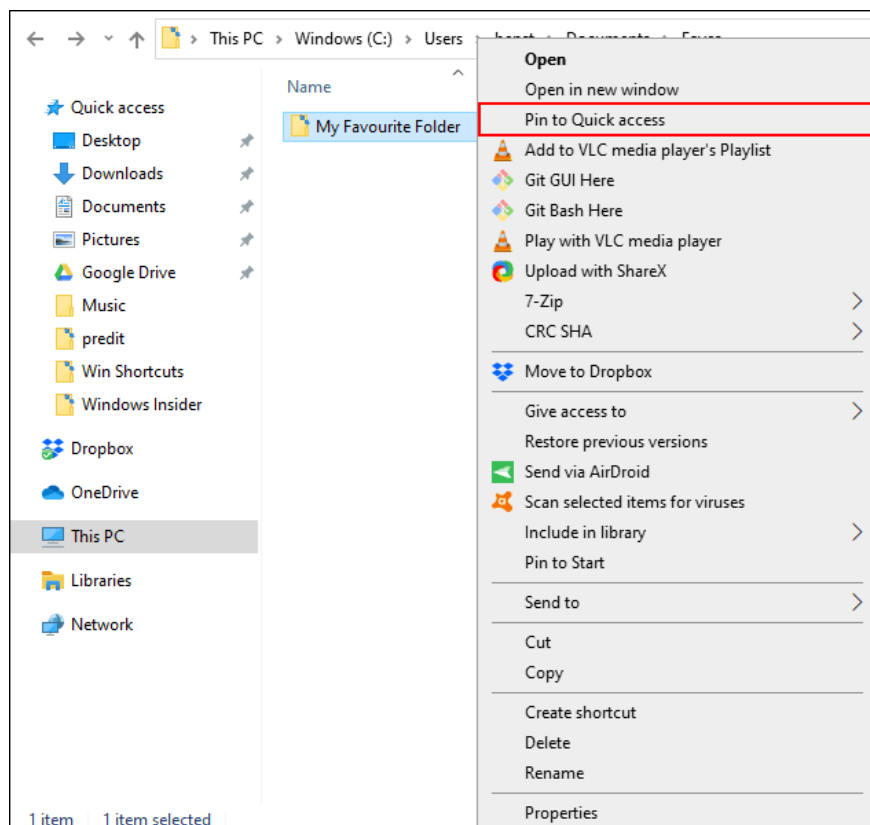 This PC > Windows (C:) > Users
Name
Quick access
Desktop
Downloads
Documents
Pictures
Google Drive
Music
predit
Win Shortcuts
Windows Insider
Dropbox
OneDrive
This PC
Libraries
Network
My Favourite Folder
Open
Open in new window
Pin to Quick access
Add to VLC media player's Playlist
Git GUI Here
Git Bash Here
Play with VLC media player
Upload with ShareX
7-Zip
CRC SHA
Move to Dropbox
Give access to
Restore previous versions
Send via AirDroid
Scan selected items for viruses
Include in library
Pin to Start
Send to
Cut
Copy
Create shortcut
Delete
Rename
Properties
1 item 1 item selected